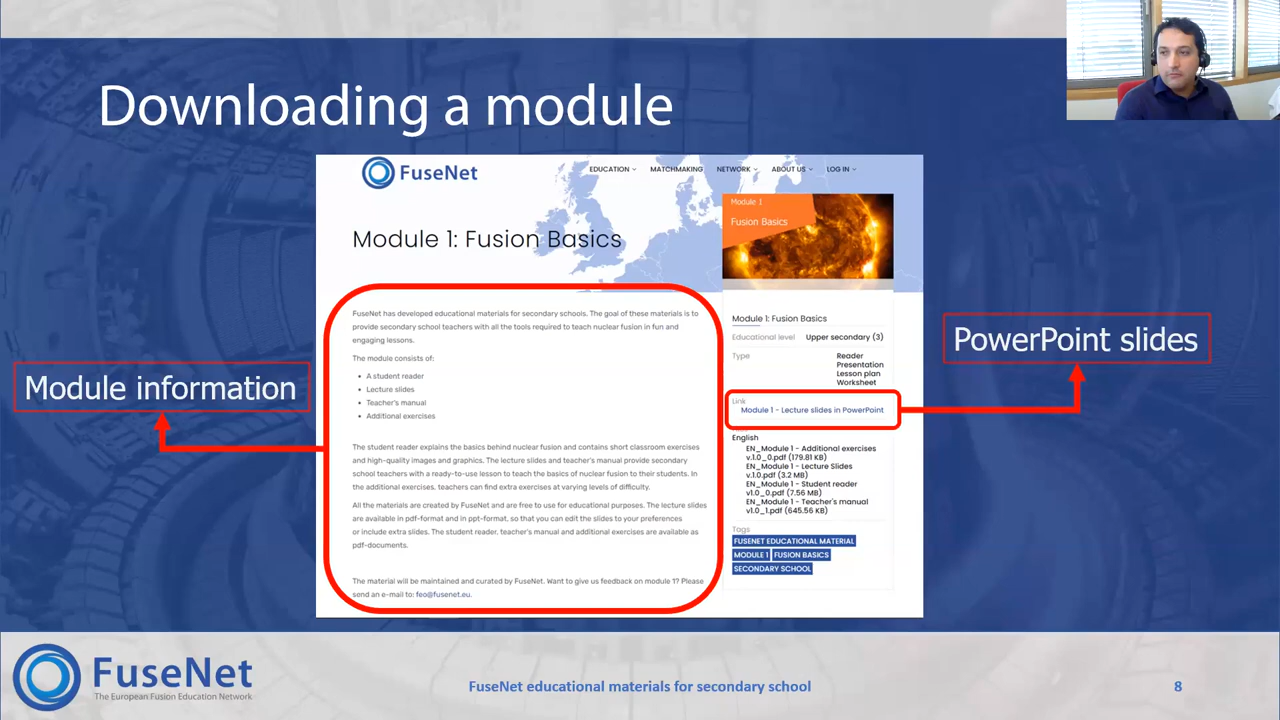 Downloading a module
FuseNet
EDUCATION
MATCHMAKING
NETWORK
ABOUT US
LOG IN
Module 1: Fusion Basics
Module 1
Fusion Basics
FuseNet has developed educational materials for secondary schools. The goal of these materials is to
provide secondary school teachers with all the tools required to teach nuclear fusion in fun and
engaging lessons.
The module consists of:
• A student reader
• Lecture slides
• Teacher's manual
• Additional exercises
The student reader explains the basics behind nuclear fusion and contains short classroom exercises
and high-quality images and graphics. The lecture slides and teacher's manual provide secondary
school teachers with a ready-to-use lesson to teach the basics of nuclear fusion to their students. In
the additional exercises, teachers can find extra exercises at varying levels of difficulty.
All the materials are created by FuseNet and are free to use for educational purposes. The lecture slides
are available in pdf-format and in ppt-format, so that you can edit the slides to your preferences
or include extra slides. The student reader, teacher's manual and additional exercises are available as
pdf-documents.
The material will be maintained and curated by FuseNet. Want to give us feedback on module 1? Please
send an e-mail to: feo@fusenet.eu.
Module 1: Fusion Basics
Educational level Upper secondary (3)
Type Reader
Presentation
Lesson plan
Worksheet
Link
Module 1 - Lecture slides in PowerPoint
English
EN_Module 1 - Additional exercises
v.1.0_0.pdf (179.81 KB)
EN_Module 1 - Lecture Slides
v.1.0.pdf (3.2 MB)
EN_Module 1 - Student reader
v1.0_0.pdf (7.56 MB)
EN_Module 1 - Teacher's manual
v1.0_1.pdf (645.56 KB)
Tags
FUSENET EDUCATIONAL MATERIAL
MODULE 1 FUSION BASICS
SECONDARY SCHOOL
Module information
PowerPoint slides
FuseNet
The European Fusion Education Network
FuseNet educational materials for secondary school
8